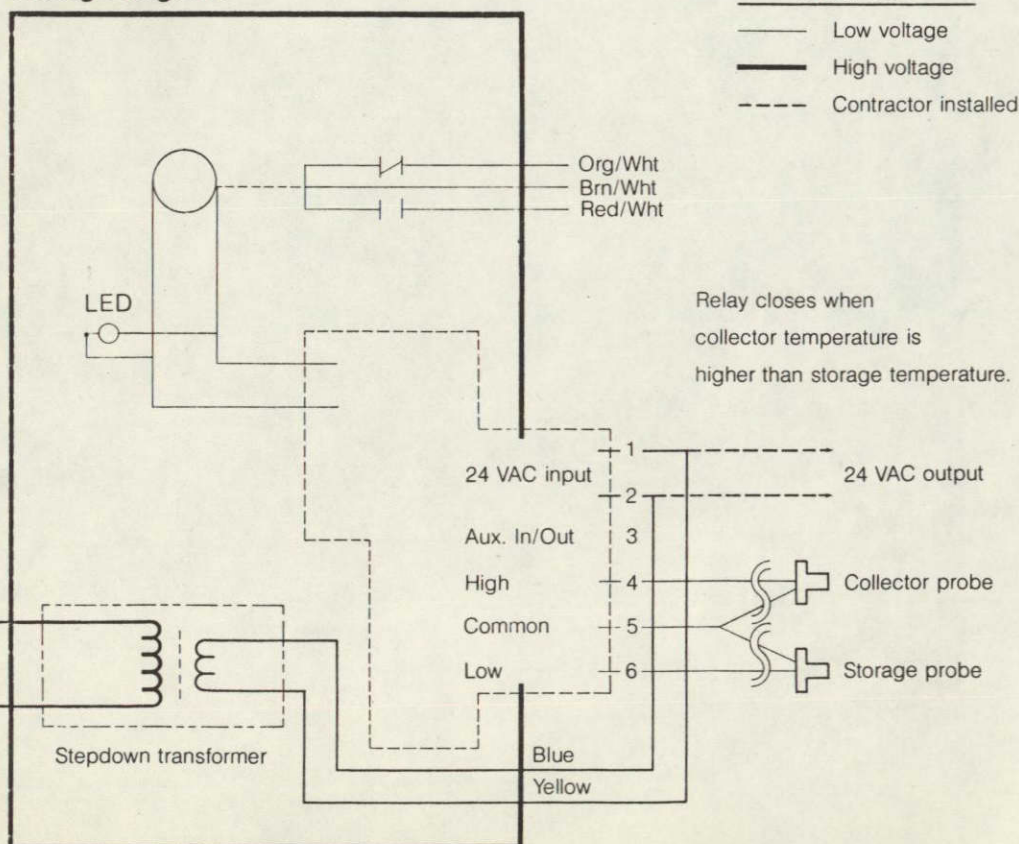 Low voltage
High voltage
Contractor installed
Org/Wht
Brn/Wht
Red/Wht
LED
Relay closes when
collector temperature is
higher than storage temperature.
24 VAC input
1
2
24 VAC output
Aux. In/Out
3
High
4
Collector probe
Common
5
Low
6
Storage probe
Stepdown transformer
Blue
Yellow